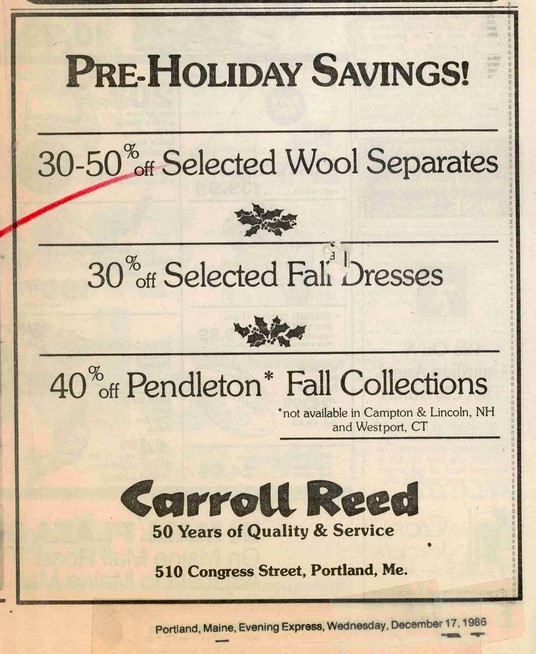 PRE-HOLIDAY SAVINGS!
30-50% off Selected Wool Separates
30% off Selected Fall Dresses
40% off Pendleton* Fall Collections
*not available in Campton & Lincoln, NH
and Westport, CT
Carroll Reed
50 Years of Quality & Service
510 Congress Street, Portland, Me.
Portland, Maine, Evening Express, Wednesday, December 17, 1986